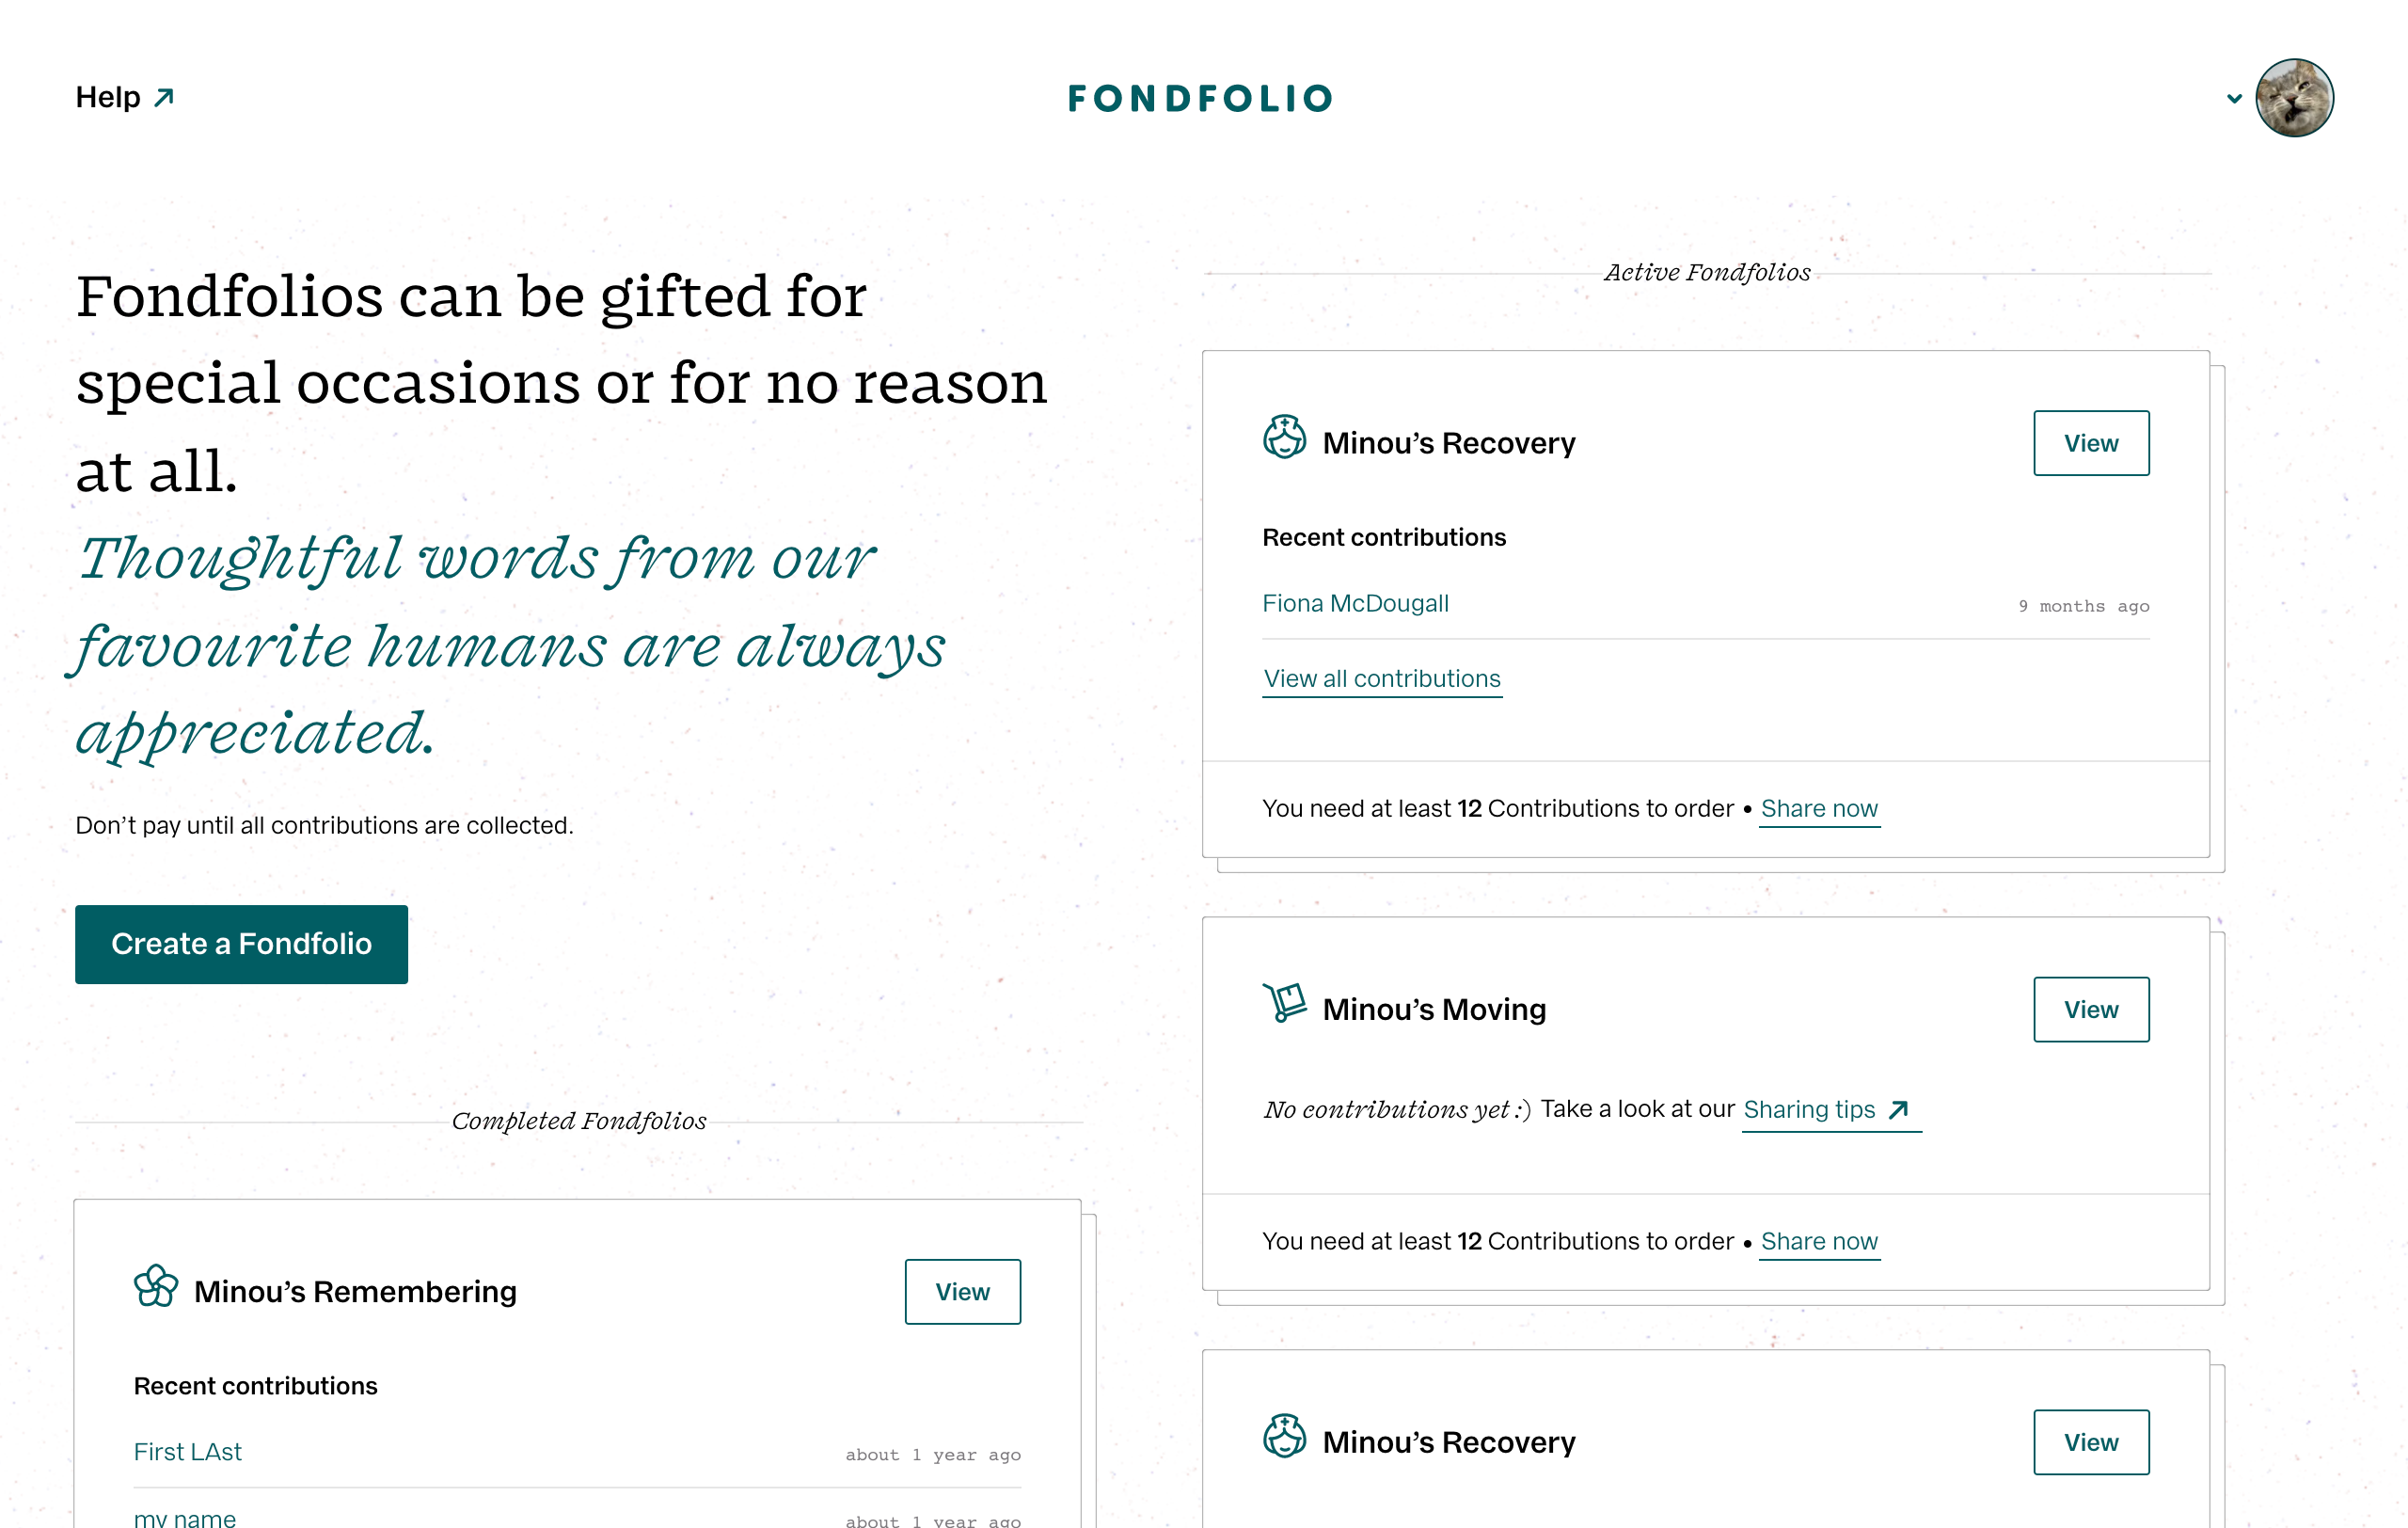 Help
FONDFOLIO
Fondfolios can be gifted for
special occasions or for no reason
at all.
Thoughtful words from our
favourite humans are always
appreciated.
Don’t pay until all contributions are collected.
Create a Fondfolio
Completed Fondfolios
Minou’s Remembering
View
Recent contributions
First LAst
about 1 year ago
my name
about 1 year ago
Active Fondfolios
Minou’s Recovery
View
Recent contributions
Fiona McDougall
9 months ago
View all contributions
You need at least 12 Contributions to order • Share now
Minou’s Moving
View
No contributions yet :) Take a look at our Sharing tips
You need at least 12 Contributions to order • Share now
Minou’s Recovery
View